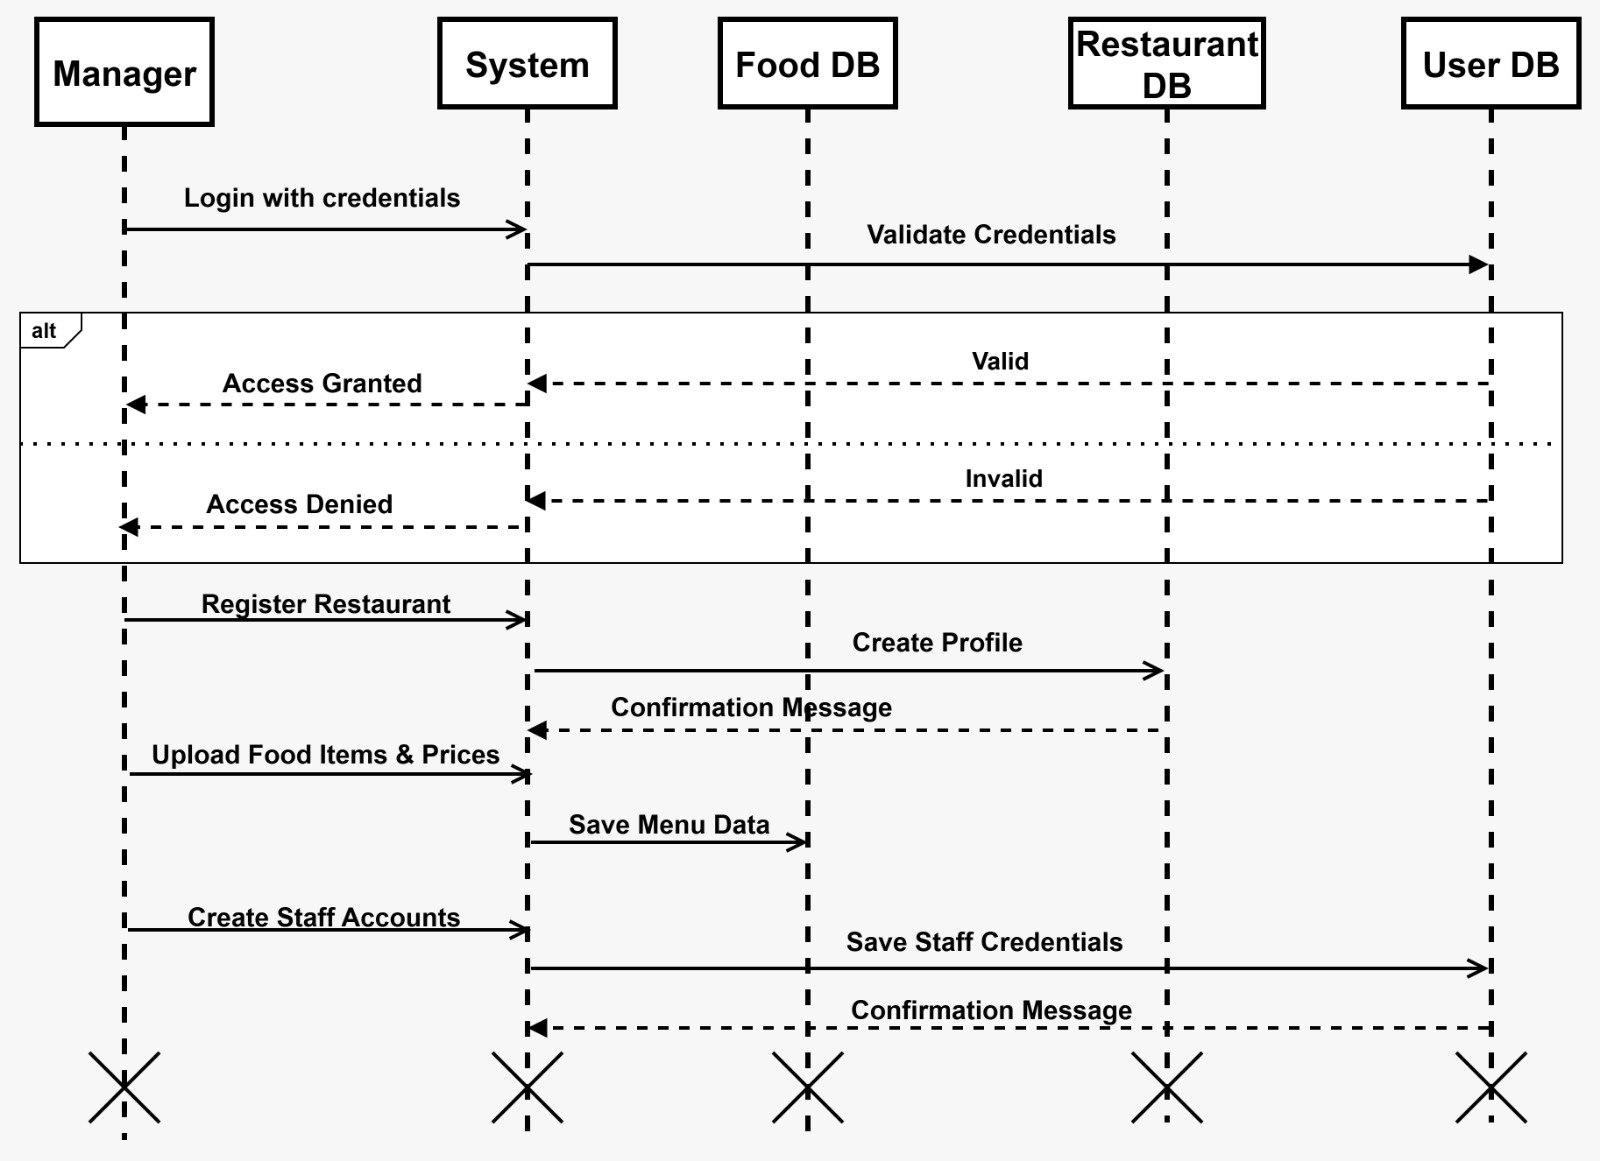 Manager
System
Food DB
Restaurant
DB
User DB
Login with credentials
Validate Credentials
alt
Valid
Access Granted
Invalid
Access Denied
Register Restaurant
Create Profile
Confirmation Message
Upload Food Items & Prices
Save Menu Data
Create Staff Accounts
Save Staff Credentials
Confirmation Message